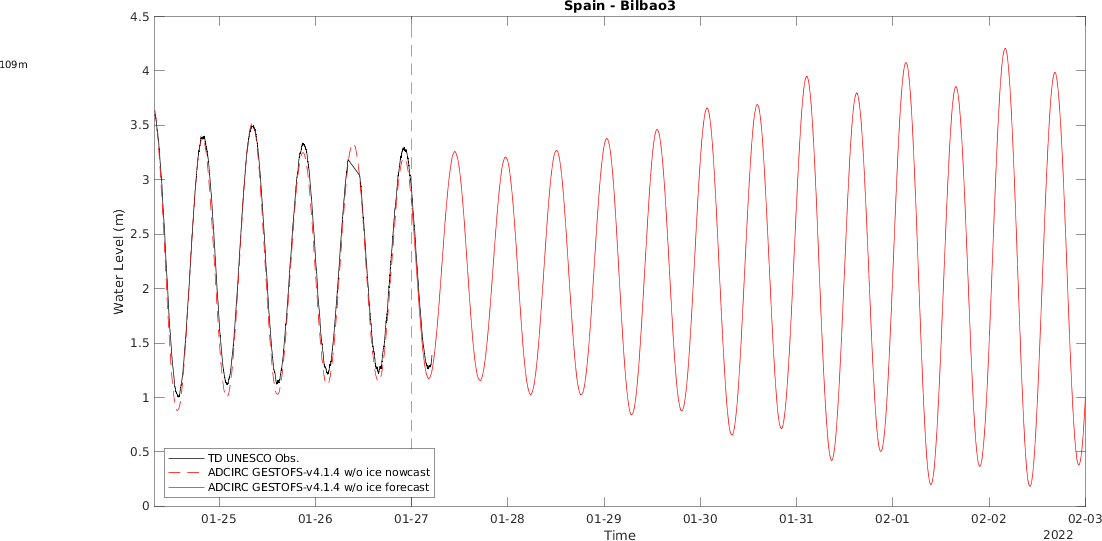 Spain - Bilbao3
109m
4.5
4
3.5
3
2.5
2
1.5
1
0.5
0
Water Level (m)
TD UNESCO Obs.
ADCIRC GESTOFS-v4.1.4 w/o ice nowcast
ADCIRC GESTOFS-v4.1.4 w/o ice forecast
01-25 01-26 01-27 01-28 01-29 01-30 01-31 02-01 02-02 02-03
Time
2022